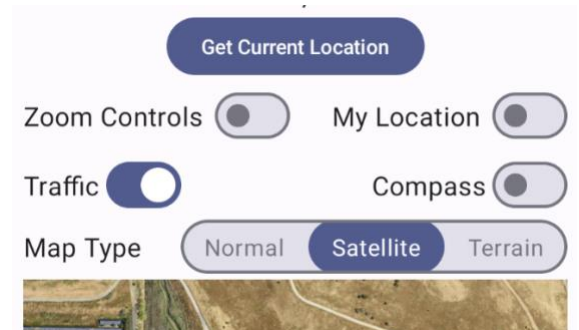 Get Current Location
Zoom Controls My Location
Traffic Compass
Map Type Normal Satellite Terrain